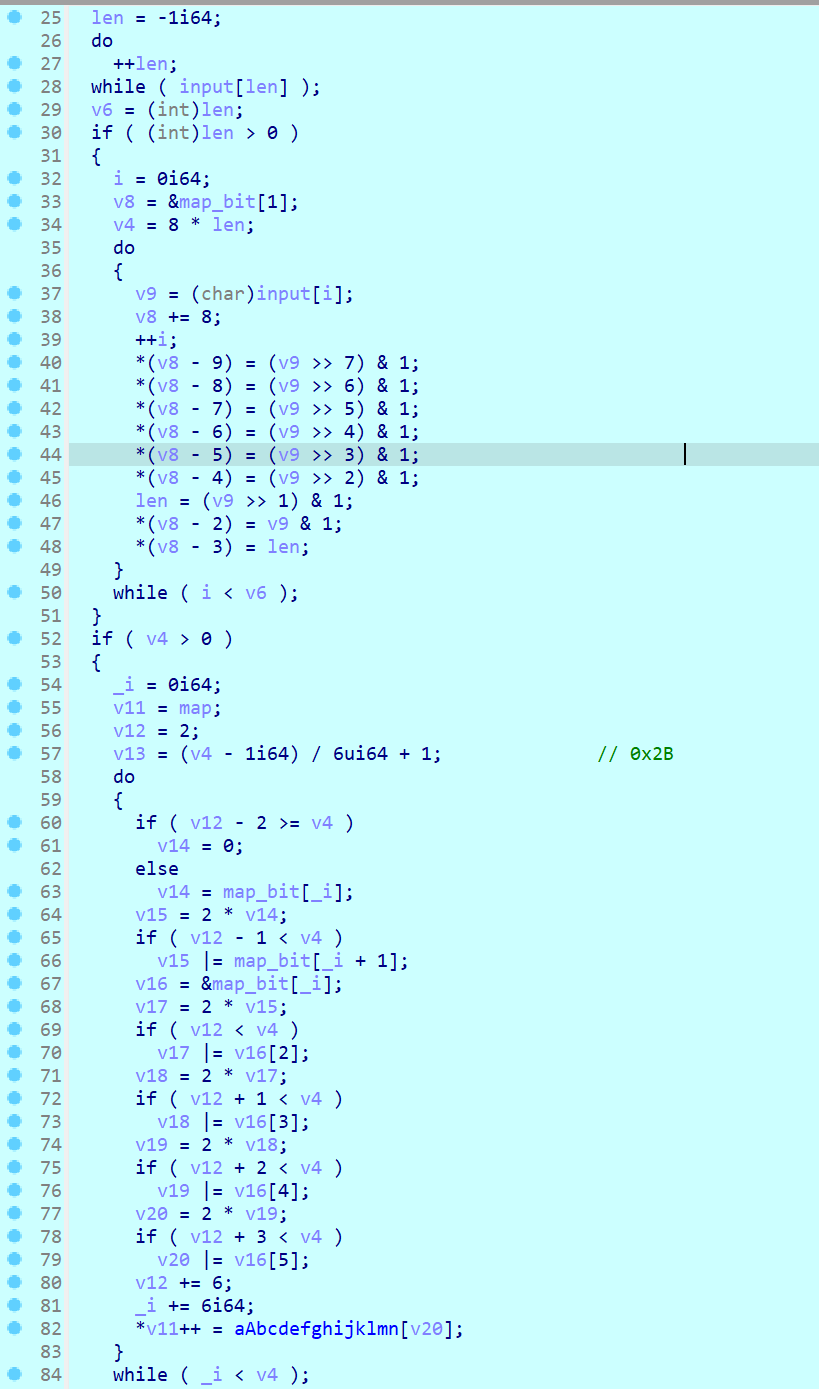 25 len = -1i64;
26 do
27 ++len;
28 while ( input[len] );
29 v6 = (int)len;
30 if ( (int)len > 0 )
31 {
32 i = 0i64;
33 v8 = &map_bit[1];
34 v4 = 8 * len;
35 do
36 {
37 v9 = (char)input[i];
38 v8 += 8;
39 ++i;
40 *(v8 - 9) = (v9 >> 7) & 1;
41 *(v8 - 8) = (v9 >> 6) & 1;
42 *(v8 - 7) = (v9 >> 5) & 1;
43 *(v8 - 6) = (v9 >> 4) & 1;
44 *(v8 - 5) = (v9 >> 3) & 1;
45 *(v8 - 4) = (v9 >> 2) & 1;
46 len = (v9 >> 1) & 1;
47 *(v8 - 2) = v9 & 1;
48 *(v8 - 3) = len;
49 }
50 while ( i < v6 );
51 }
52 if ( v4 > 0 )
53 {
54 _i = 0i64;
55 v11 = map;
56 v12 = 2;
57 v13 = (v4 - 1i64) / 6ui64 + 1; // 0x2B
58 do
59 {
60 if ( v12 - 2 >= v4 )
61 v14 = 0;
62 else
63 v14 = map_bit[_i];
64 v15 = 2 * v14;
65 if ( v12 - 1 < v4 )
66 v15 |= map_bit[_i + 1];
67 v16 = &map_bit[_i];
68 v17 = 2 * v15;
69 if ( v12 < v4 )
70 v17 |= v16[2];
71 v18 = 2 * v17;
72 if ( v12 + 1 < v4 )
73 v18 |= v16[3];
74 v19 = 2 * v18;
75 if ( v12 + 2 < v4 )
76 v19 |= v16[4];
77 v20 = 2 * v19;
78 if ( v12 + 3 < v4 )
79 v20 |= v16[5];
80 v12 += 6;
81 _i += 6i64;
82 *v11++ = aAbcdefghijklmn[v20];
83 }
84 while ( _i < v4 );